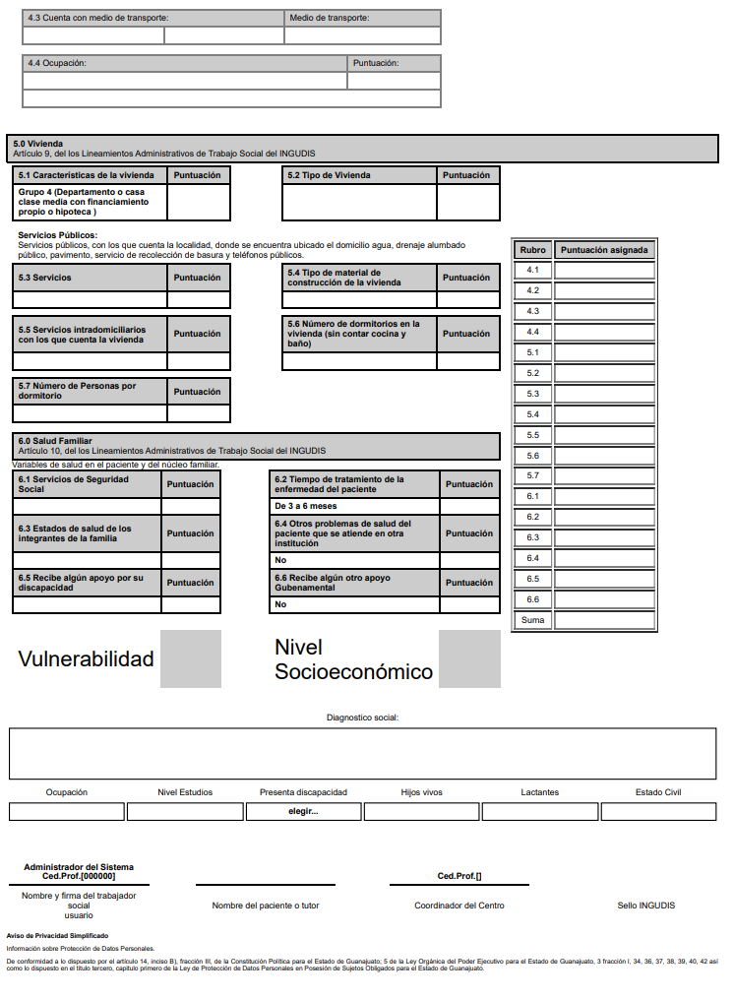 4.3 Cuenta con medio de transporte: Medio de transporte:
4.4 Ocupación: Puntuación:
5.0 Vivienda
Artículo 9, del los Lineamientos Administrativos de Trabajo Social del INGUDIS
5.1 Características de la vivienda Puntuación
Grupo 4 (Departamento o casa
clase media con financiamiento
propio o hipoteca )
5.2 Tipo de Vivienda Puntuación
Servicios Públicos:
Servicios públicos, con los que cuenta la localidad, donde se encuentra ubicado el domicilio agua, drenaje alumbado
público, pavimento, servicio de recolección de basura y teléfonos públicos.
5.3 Servicios Puntuación
5.4 Tipo de material de
construcción de la vivienda Puntuación
5.5 Servicios intradomiciliarios
con los que cuenta la vivienda Puntuación
5.6 Número de dormitorios en la
vivienda (sin contar cocina y
baño) Puntuación
5.7 Número de Personas por
dormitorio Puntuación
6.0 Salud Familiar
Artículo 10, del los Lineamientos Administrativos de Trabajo Social del INGUDIS
Variables de salud en el paciente y del núcleo familiar.
6.1 Servicios de Seguridad
Social Puntuación
6.2 Tiempo de tratamiento de la
enfermedad del paciente Puntuación
De 3 a 6 meses
6.3 Estados de salud de los
integrantes de la familia Puntuación
6.4 Otros problemas de salud del
paciente que se atiende en otra
institución Puntuación
No
6.5 Recibe algún apoyo por su
discapacidad Puntuación
6.6 Recibe algún otro apoyo
Gubenamental Puntuación
No
Rubro Puntuación asignada
4.1
4.2
4.3
4.4
5.1
5.2
5.3
5.4
5.5
5.6
5.7
6.1
6.2
6.3
6.4
6.5
6.6
Suma
Vulnerabilidad
Nivel
Socioeconómico
Diagnostico social:
Ocupación Nivel Estudios Presenta discapacidad Hijos vivos Lactantes Estado Civil
elegir...
Administrador del Sistema
Ced.Prof.[000000]
Nombre y firma del trabajador
social
usuario
Nombre del paciente o tutor
Ced.Prof.[]
Coordinador del Centro
Sello INGUDIS
Aviso de Privacidad Simplificado
Información sobre Protección de Datos Personales.
De conformidad a lo dispuesto por el artículo 14, inciso B), fracción III, de la Constitución Política para el Estado de Guanajuato; 5 de la Ley Orgánica del Poder Ejecutivo para el Estado de Guanajuato, 3 fracción I, 34, 36, 37, 38, 39, 40, 42 así
como lo dispuesto en el título tercero, capitulo primero de la Ley de Protección de Datos Personales en Posesión de Sujetos Obligados para el Estado de Guanajuato.